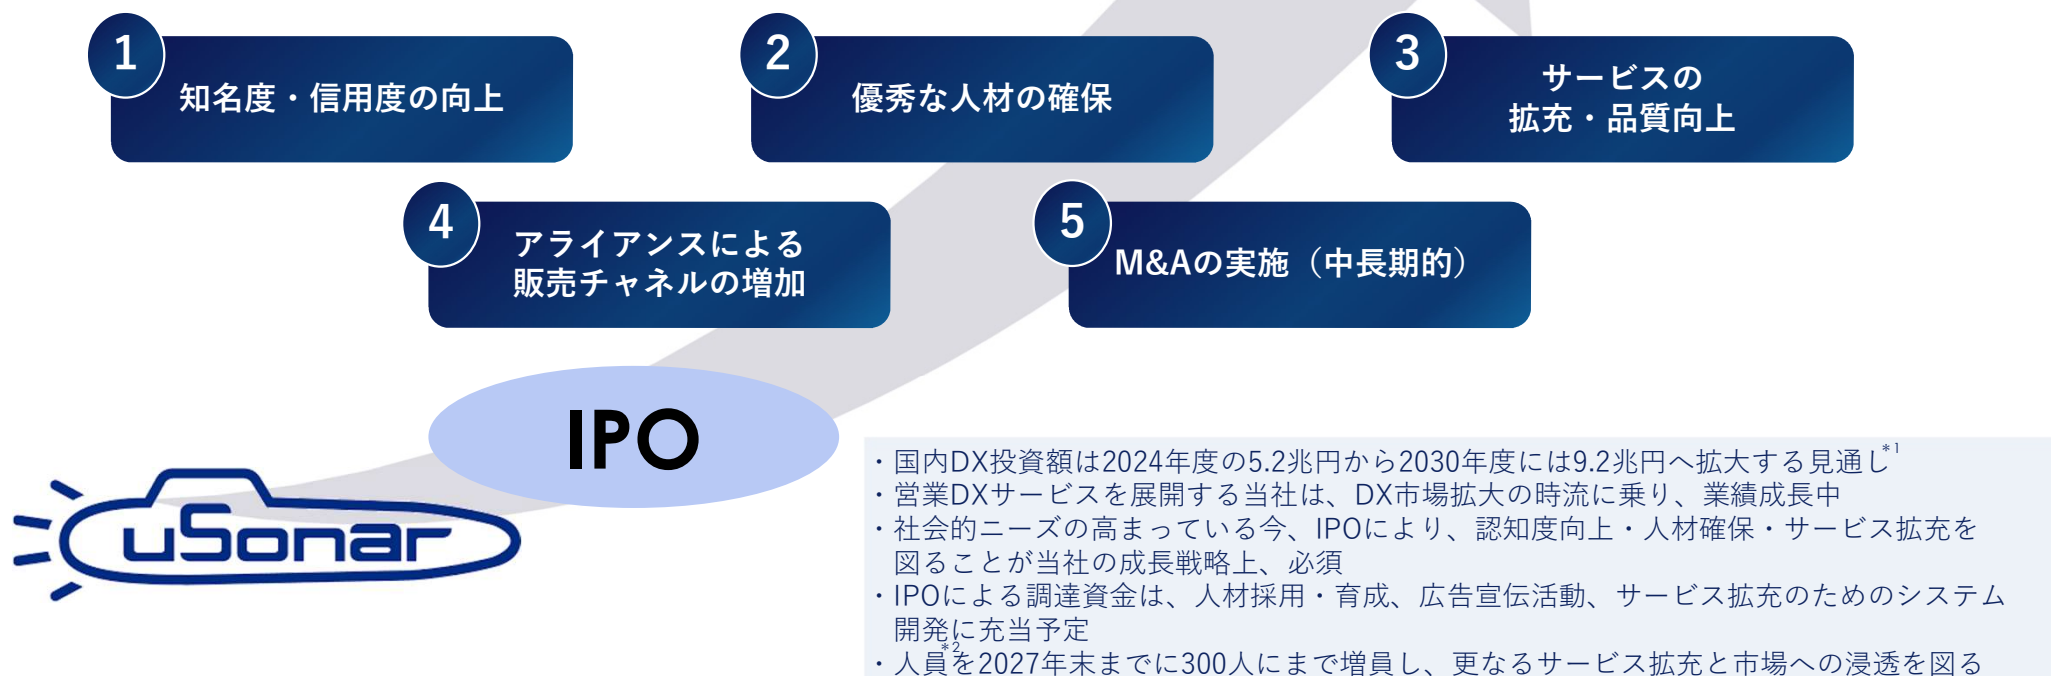 1
知名度・信用度の向上
2
優秀な人材の確保
3
サービスの
拡充・品質向上
4
アライアンスによる
販売チャネルの増加
5
M&Aの実施（中長期的）
IPO
uSonar
・国内DX投資額は2024年度の5.2兆円から2030年度には9.2兆円へ拡大する見通し*1
・営業DXサービスを展開する当社は、DX市場拡大の時流に乗り、業績成長中
・社会的ニーズの高まっている今、IPOにより、認知度向上・人材確保・サービス拡充を
図ることが当社の成長戦略上、必須
・IPOによる調達資金は、人材採用・育成、広告宣伝活動、サービス拡充のためのシステム
開発に充当予定
・人員*2を2027年末までに300人にまで増員し、更なるサービス拡充と市場への浸透を図る